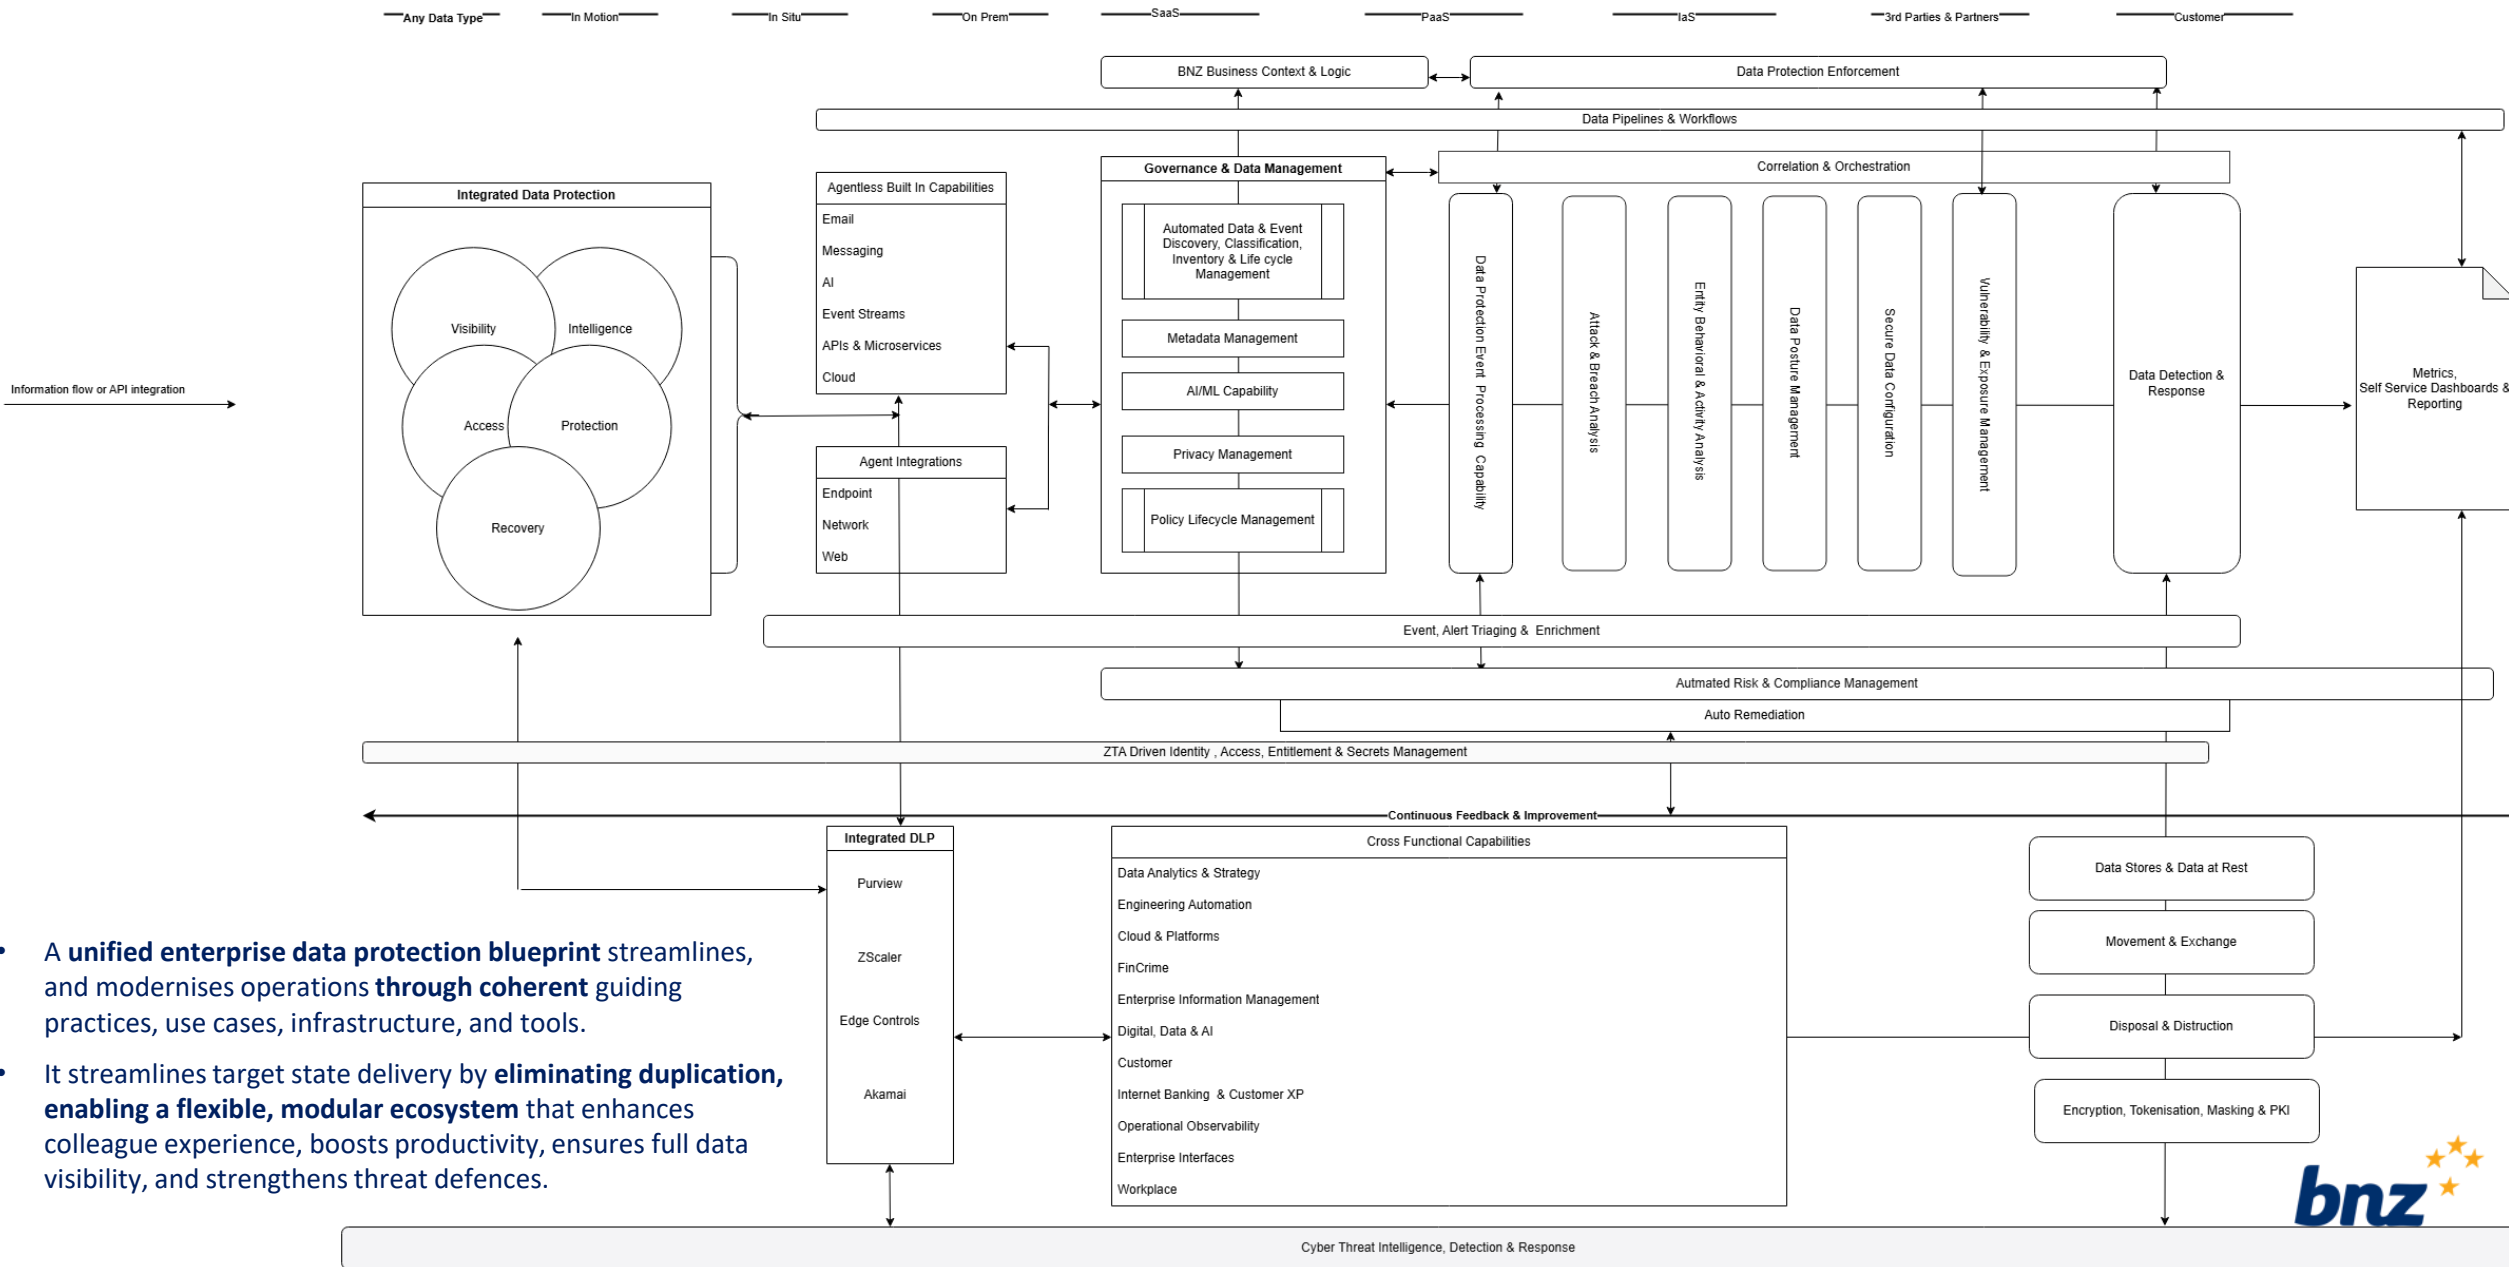 Any Data Type
In Motion
In Situ
On Prem
SaaS
PaaS
IaS
3rd Parties & Partners
Customer
BNZ Business Context & Logic
Data Protection Enforcement
Data Pipelines & Workflows
Correlation & Orchestration
Integrated Data Protection
Visibility
Intelligence
Access
Protection
Recovery
Information flow or API integration
Agentless Built In Capabilities
Email
Messaging
AI
Event Streams
APIs & Microservices
Cloud
Agent Integrations
Endpoint
Network
Web
Governance & Data Management
Automated Data & Event
Discovery, Classification,
Inventory & Life cycle
Management
Metadata Management
AI/ML Capability
Privacy Management
Policy Lifecycle Management
Data Protection Event Processing Capability
Attack & Breach Analysis
Entity Behavioral & Activity Analysis
Data Posture Management
Secure Data Configuration
Vulnerability & Exposure Management
Data Detection &
Response
Metrics,
Self Service Dashboards &
Reporting
Event, Alert Triaging & Enrichment
Autmated Risk & Compliance Management
Auto Remediation
ZTA Driven Identity , Access, Entitlement & Secrets Management
Continuous Feedback & Improvement
Integrated DLP
Purview
ZScaler
Edge Controls
Akamai
Cross Functional Capabilities
Data Analytics & Strategy
Engineering Automation
Cloud & Platforms
FinCrime
Enterprise Information Management
Digital, Data & AI
Customer
Internet Banking & Customer XP
Operational Observability
Enterprise Interfaces
Workplace
Data Stores & Data at Rest
Movement & Exchange
Disposal & Distruction
Encryption, Tokenisation, Masking & PKI
• A unified enterprise data protection blueprint streamlines,
and modernises operations through coherent guiding
practices, use cases, infrastructure, and tools.
• It streamlines target state delivery by eliminating duplication,
enabling a flexible, modular ecosystem that enhances
colleague experience, boosts productivity, ensures full data
visibility, and strengthens threat defences.
bnz
Cyber Threat Intelligence, Detection & Response